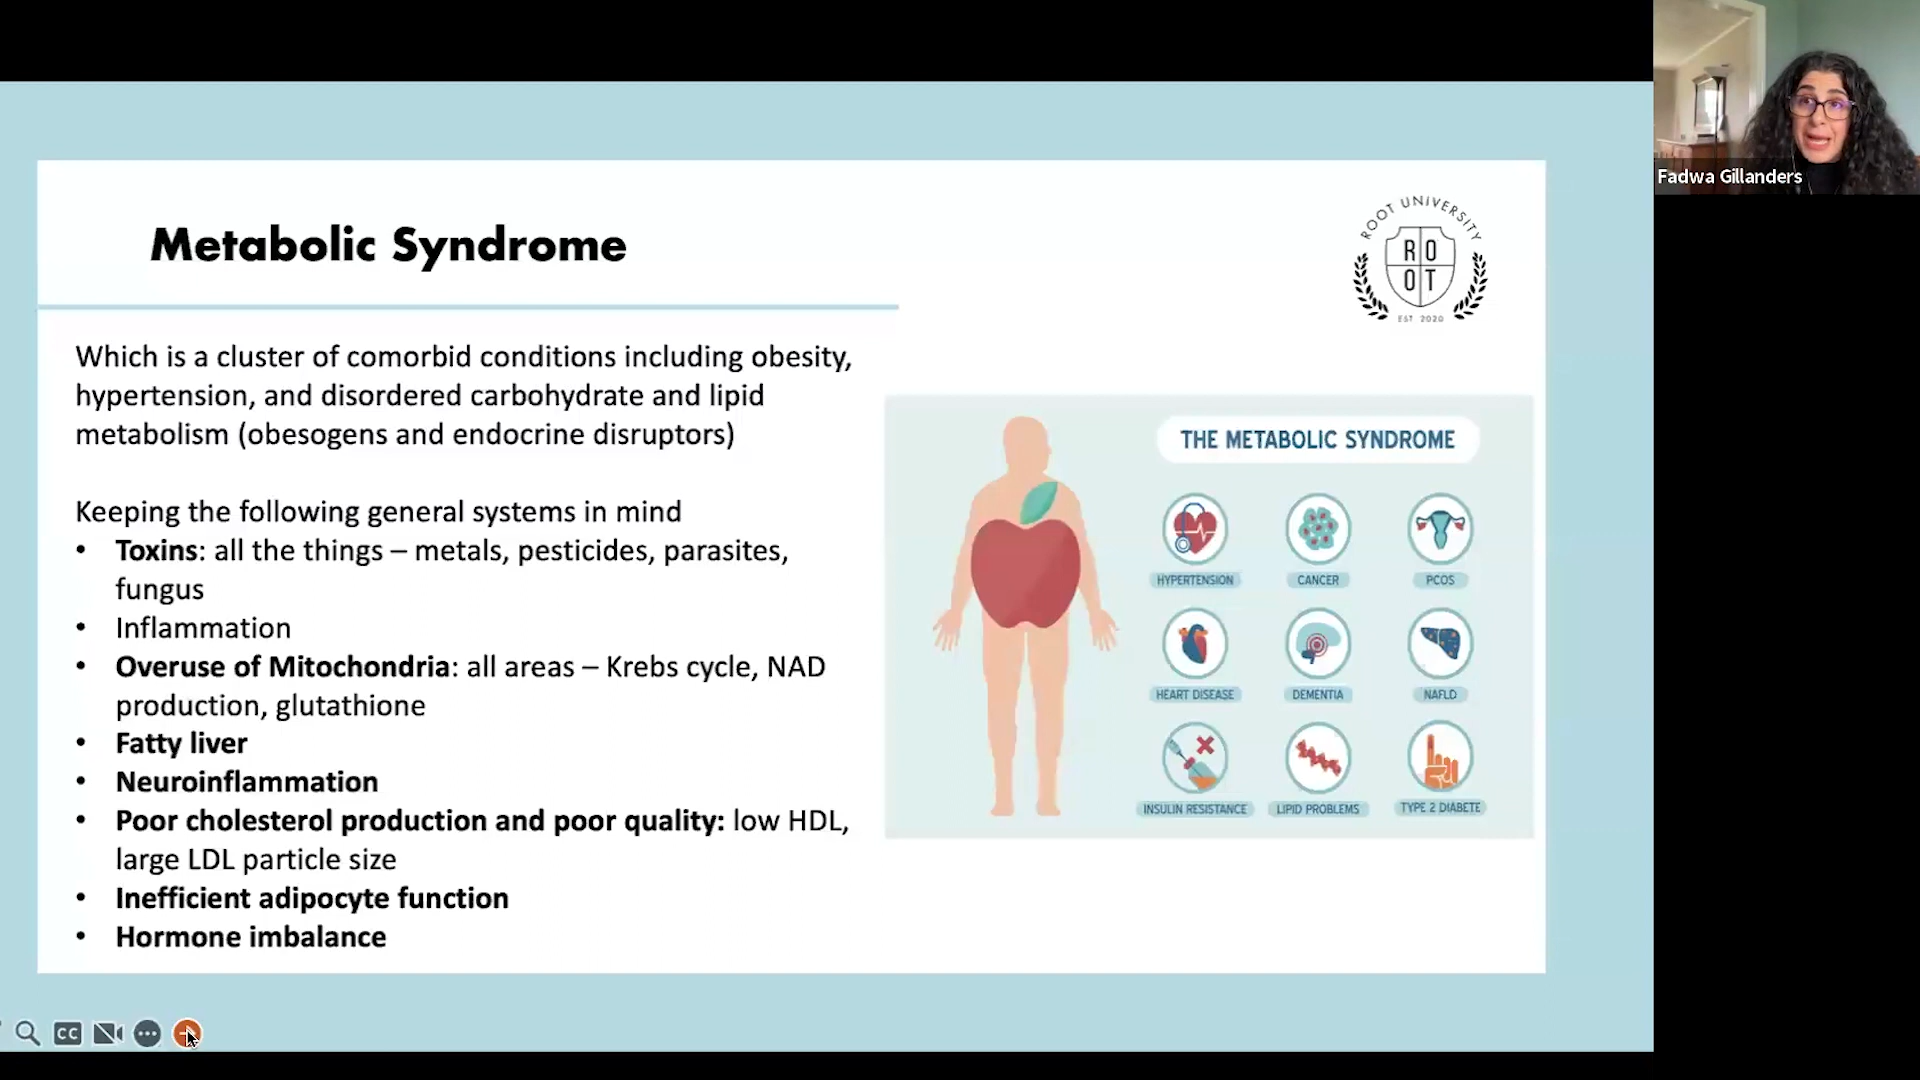 Fadwa Gillanders
Metabolic Syndrome
ROOT UNIVERSITY
RO
OT
EST 2020
Which is a cluster of comorbid conditions including obesity,
hypertension, and disordered carbohydrate and lipid
metabolism (obesogens and endocrine disruptors)
Keeping the following general systems in mind
• Toxins: all the things – metals, pesticides, parasites,
fungus
• Inflammation
• Overuse of Mitochondria: all areas – Krebs cycle, NAD
production, glutathione
• Fatty liver
• Neuroinflammation
• Poor cholesterol production and poor quality: low HDL,
large LDL particle size
• Inefficient adipocyte function
• Hormone imbalance
THE METABOLIC SYNDROME
HYPERTENSION
CANCER
PCOS
HEART DISEASE
DEMENTIA
NAFLD
INSULIN RESISTANCE
LIPID PROBLEMS
TYPE 2 DIABETE
CC